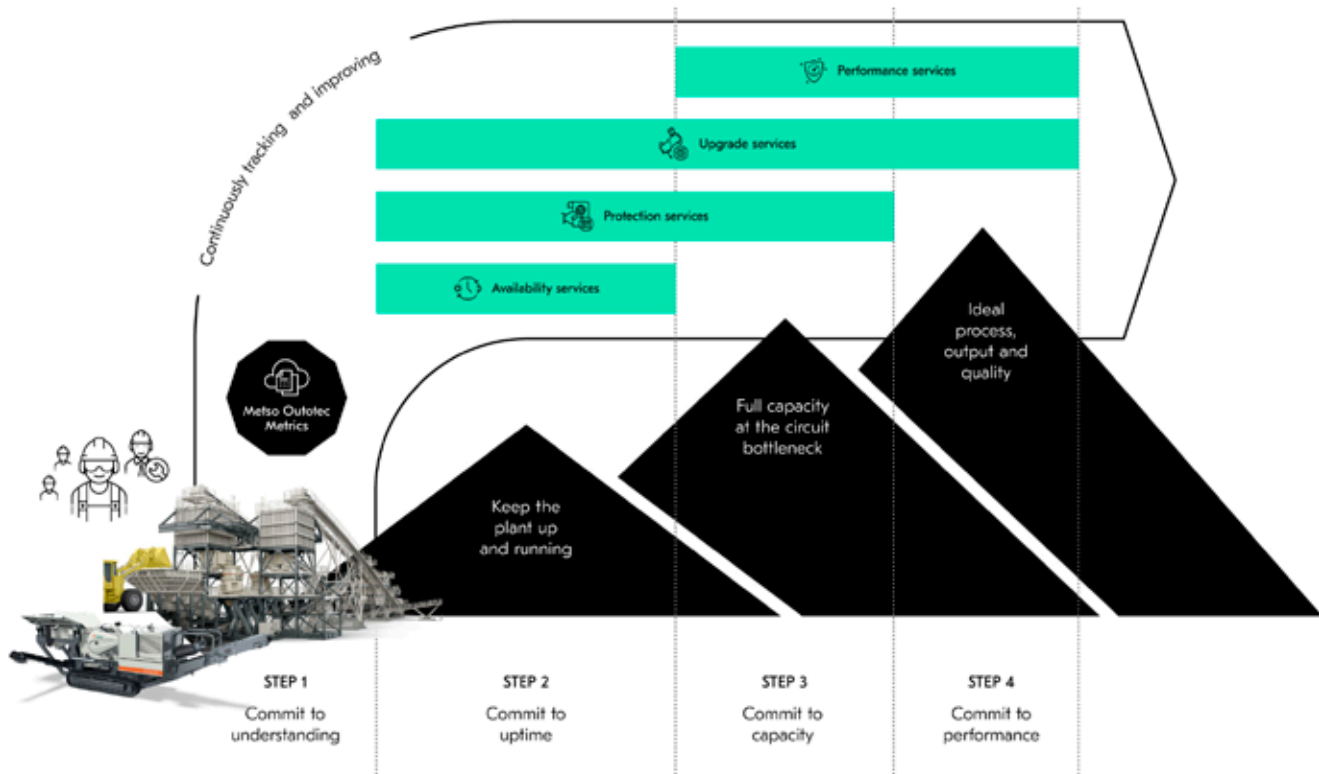 Continuously tracking and improving
Performance services
Upgrade services
Protection services
Availability services
Metso Outotec
Metrics
Ideal
process,
output and
quality
Full capacity
at the circuit
bottleneck
Keep the
plant up
and running
STEP 1
Commit to
understanding
STEP 2
Commit to
uptime
STEP 3
Commit to
capacity
STEP 4
Commit to
performance